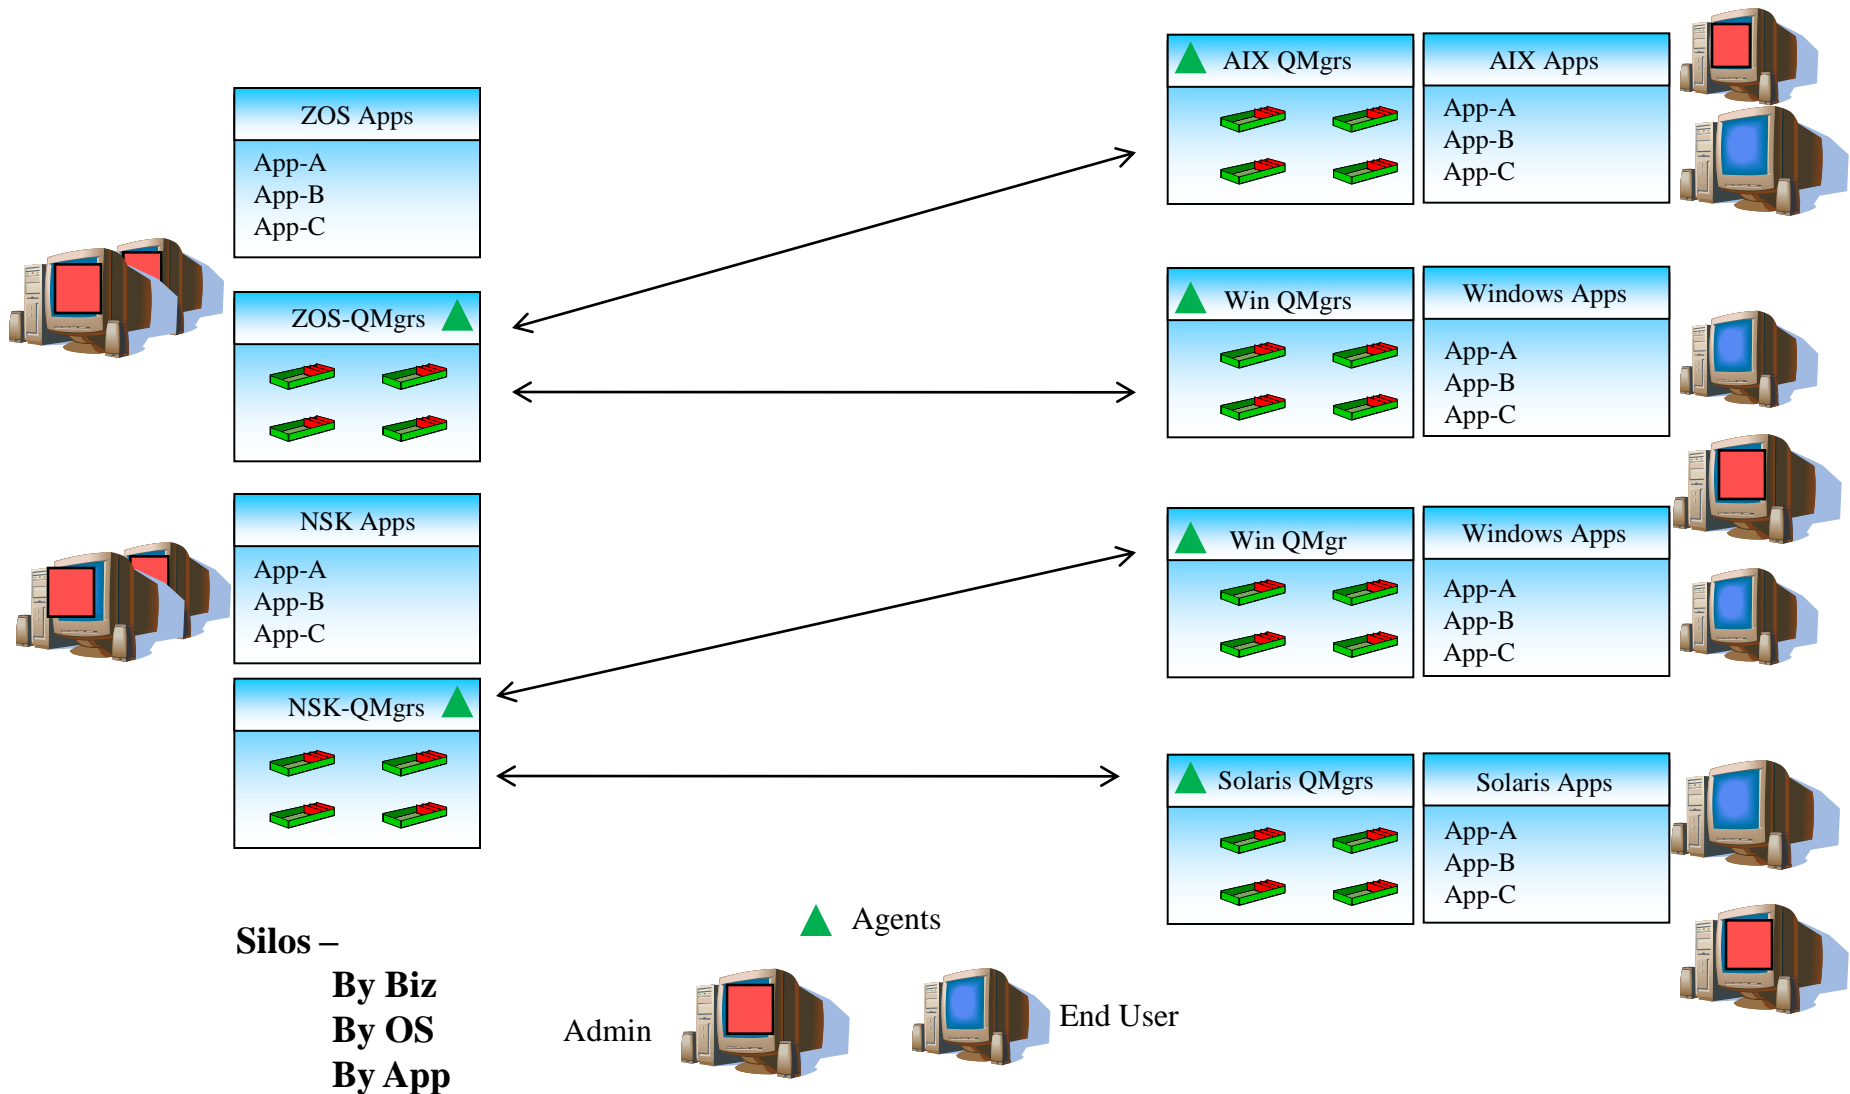 ZOS Apps
App-A
App-B
App-C
ZOS-QMgrs
NSK Apps
App-A
App-B
App-C
NSK-QMgrs
AIX QMgrs
AIX Apps
App-A
App-B
App-C
Win QMgrs
Windows Apps
App-A
App-B
App-C
Win QMgr
Windows Apps
App-A
App-B
App-C
Solaris QMgrs
Solaris Apps
App-A
App-B
App-C
Silos –
By Biz
By OS
By App
Agents
Admin
End User